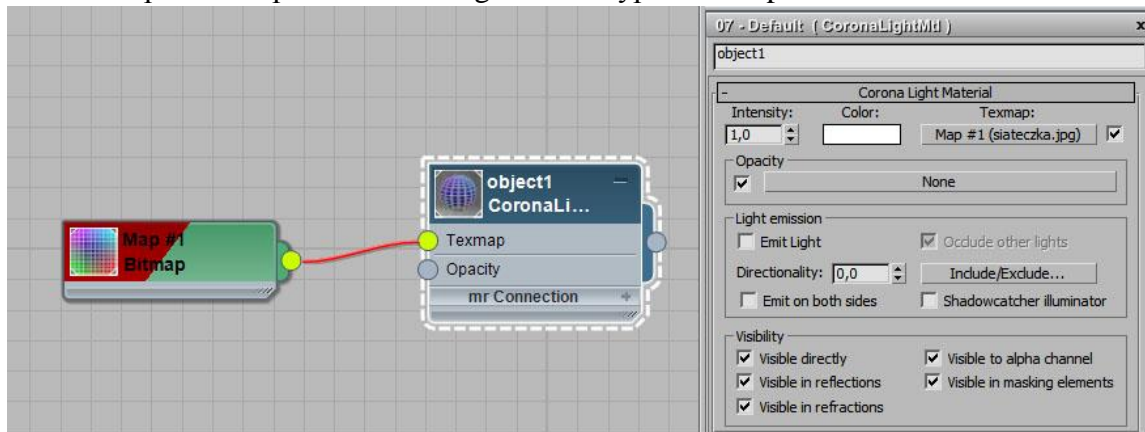 Map #1
Bitmap
object1
CoronaLi...
Texmap
Opacity
mr Connection
07 - Default ( CoronaLightMtl ) x
object1
- Corona Light Material
Intensity: Color: Texmap:
1,0 Map #1 (siateczka.jpg)
Opacity
None
Light emission
Emit Light Occlude other lights
Directionality: 0,0 Include/Exclude...
Emit on both sides Shadowcatcher illuminator
Visibility
Visible directly Visible to alpha channel
Visible in reflections Visible in masking elements
Visible in refractions